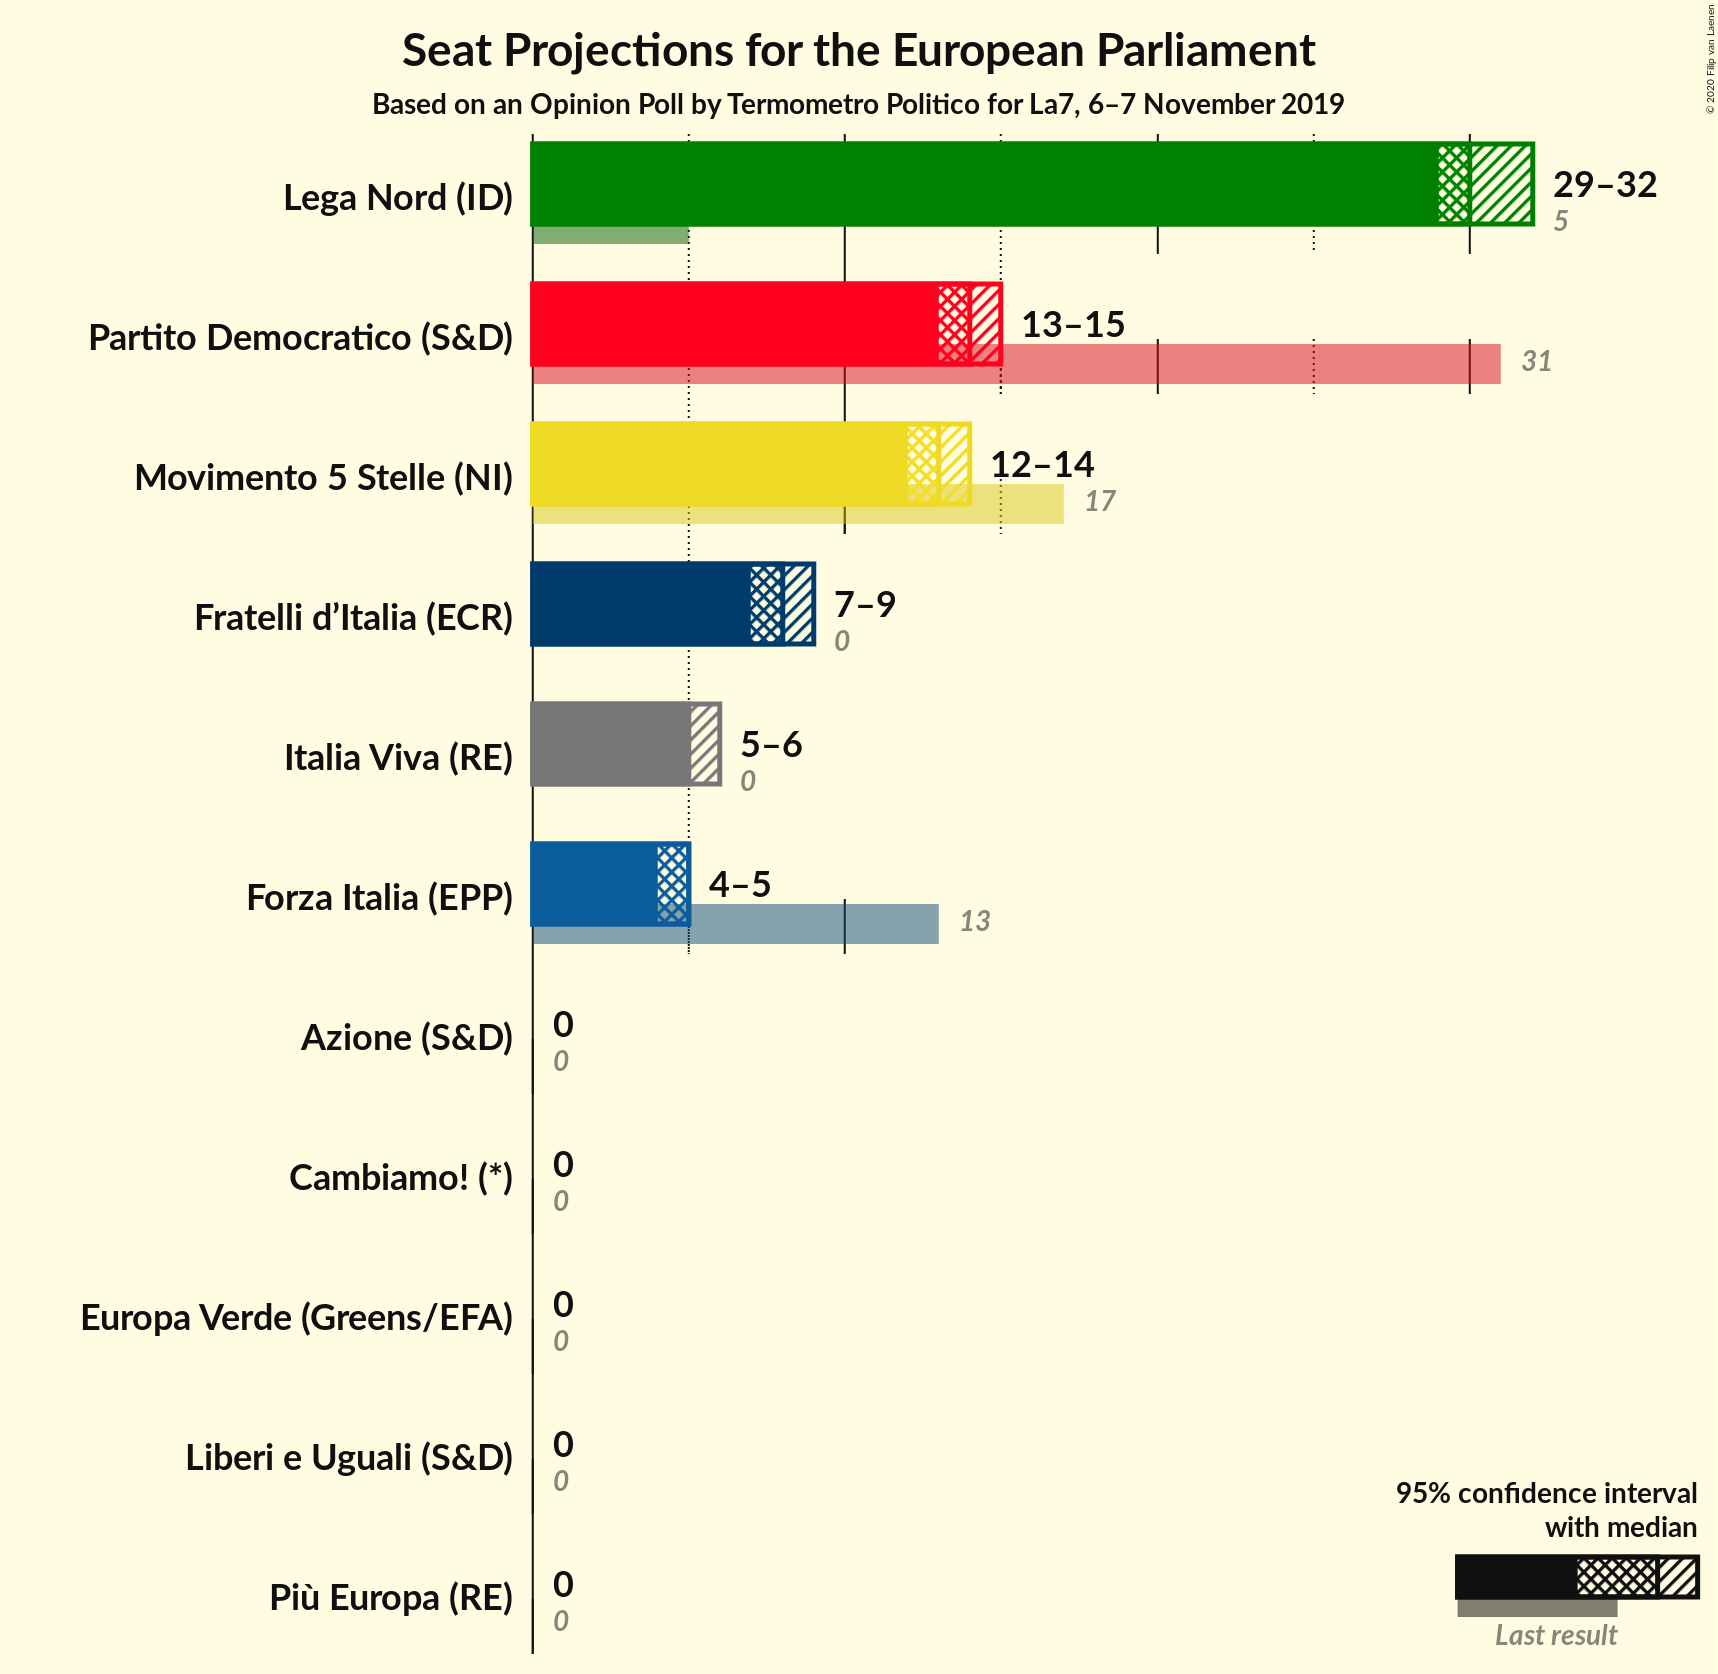 Seat Projections for the European Parliament
Based on an Opinion Poll by Termometro Politico for La7, 6–7 November 2019
© 2020 Filip van Laenen
Lega Nord (ID)
29–32
5
Partito Democratico (S&D)
13–15
31
Movimento 5 Stelle (NI)
12–14
17
Fratelli d’Italia (ECR)
7–9
0
Italia Viva (RE)
5–6
0
Forza Italia (EPP)
4–5
13
Azione (S&D)
0
0
Cambiamo! (*)
0
0
Europa Verde (Greens/EFA)
0
0
Liberi e Uguali (S&D)
0
0
Più Europa (RE)
0
0
95% confidence interval
with median
Last result